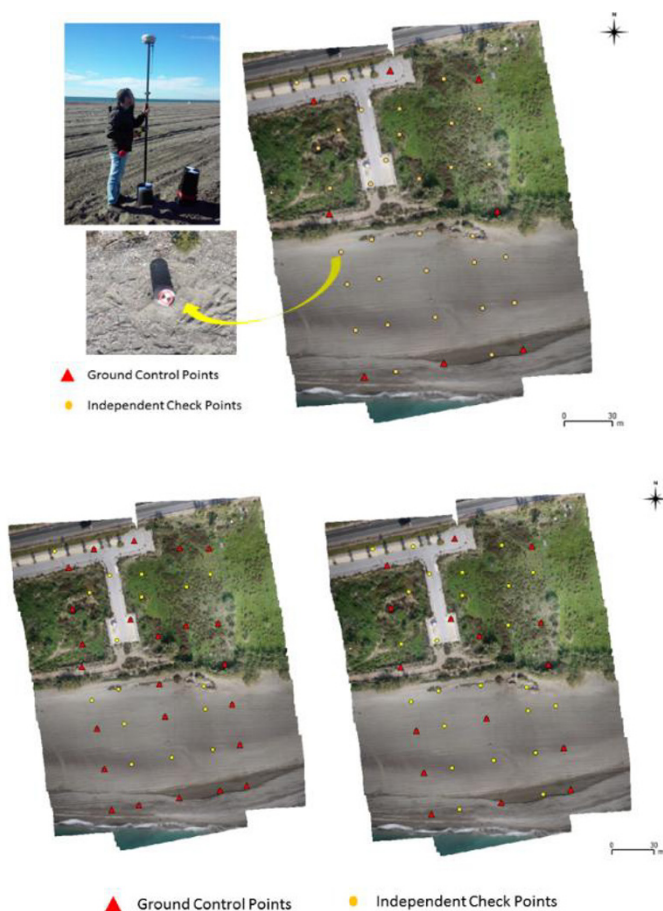 N
Ground Control Points
Independent Check Points
0 30
m
N
0 30
m
Ground Control Points
Independent Check Points